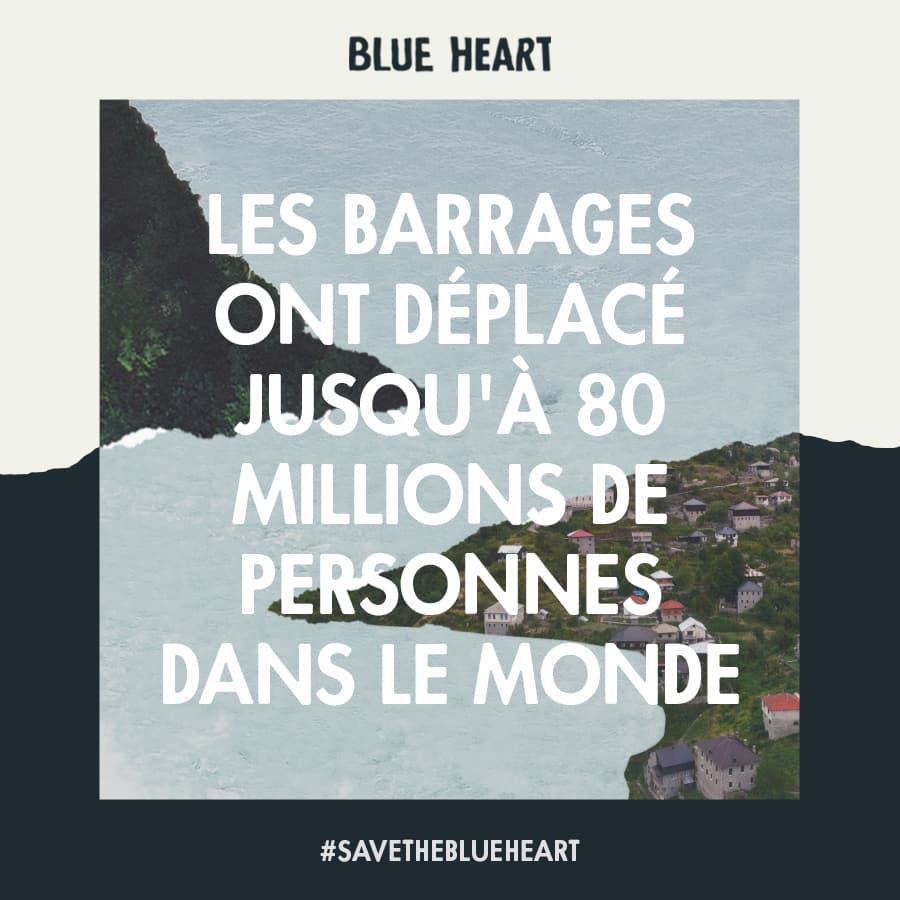 BLUE HEART
LES BARRAGES
ONT DÉPLACÉ
JUSQU'À 80
MILLIONS DE
PERSONNES
DANS LE MONDE
#SAVETHEBLUEHEART